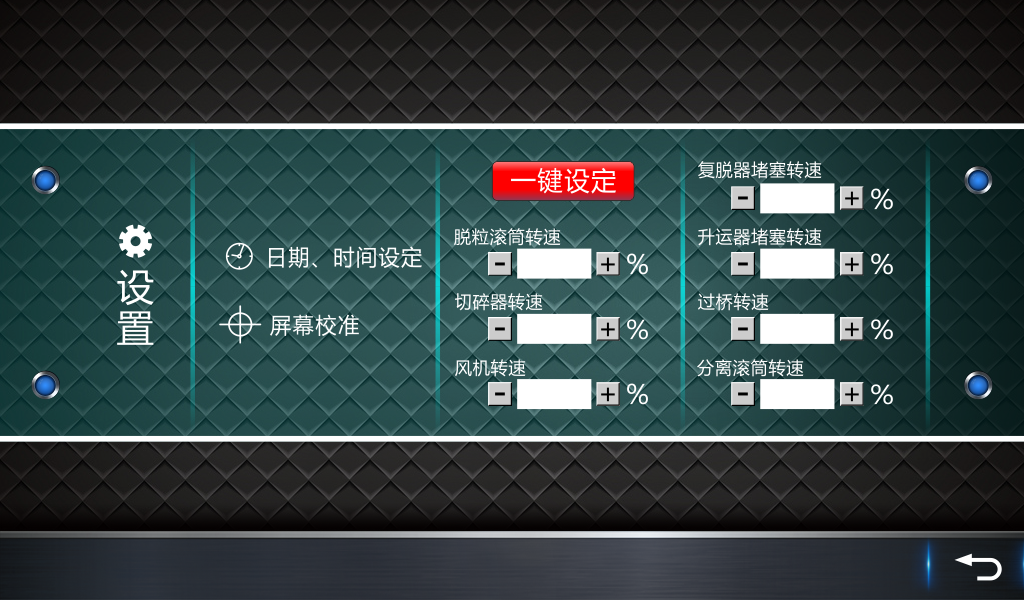 设
置
日期、时间设定
屏幕校准
一键设定
脱粒滚筒转速
- + %
切碎器转速
- + %
风机转速
- + %
复脱器堵塞转速
- + %
升运器堵塞转速
- + %
过桥转速
- + %
分离滚筒转速
- + %